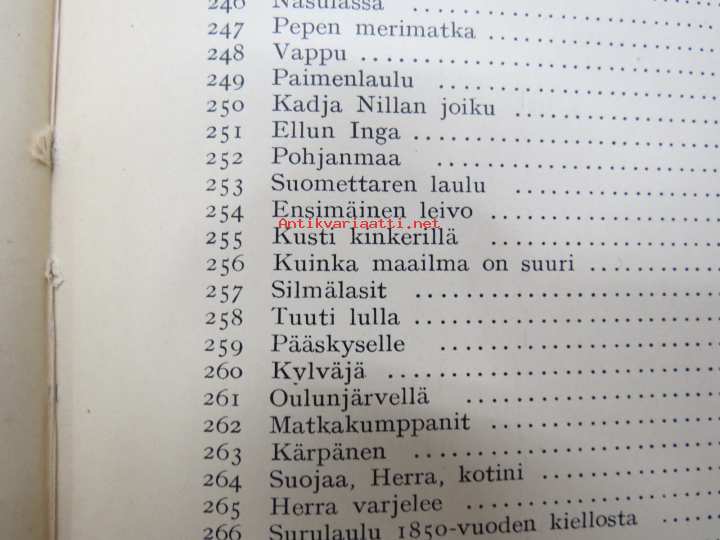 246 Nasulassa
247 Pepen merimatka
248 Vappu
249 Paimenlaulu
250 Kadja Nillan joiku
251 Ellun Inga
252 Pohjanmaa
253 Suomettaren laulu
254 Ensimäinen leivo
Antikvariaatti.net
255 Kusti kinkerillä
256 Kuinka maailma on suuri
257 Silmälasit
258 Tuuti lulla
259 Pääskyselle
260 Kylväjä
261 Oulunjärvellä
262 Matkakumppanit
263 Kärpänen
264 Suojaa, Herra, kotini
265 Herra varjelee
266 Surulaulu 1850-vuoden kiellosta